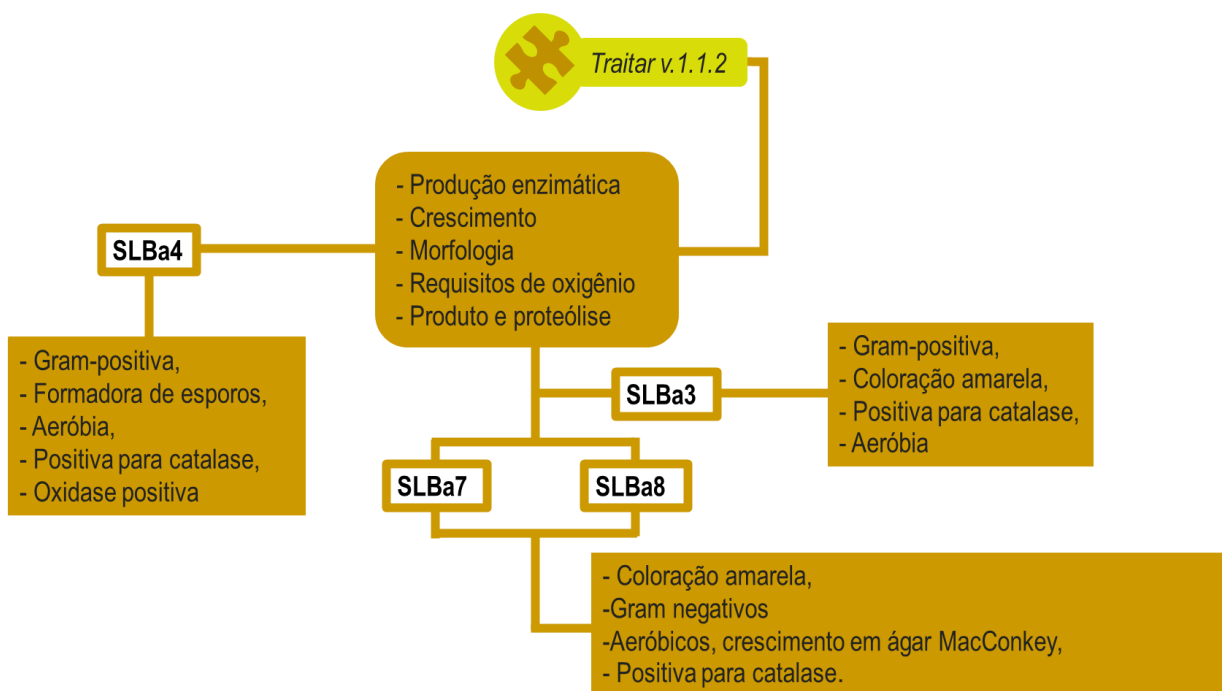 Traitar v.1.1.2
- Produção enzimática
- Crescimento
- Morfologia
- Requisitos de oxigênio
- Produto e proteólise
SLBa4
- Gram-positiva,
- Formadora de esporos,
- Aeróbia,
- Positiva para catalase,
- Oxidase positiva
SLBa3
- Gram-positiva,
- Coloração amarela,
- Positiva para catalase,
- Aeróbia
SLBa7
SLBa8
- Coloração amarela,
-Gram negativos
-Aeróbicos, crescimento em ágar MacConkey,
- Positiva para catalase.